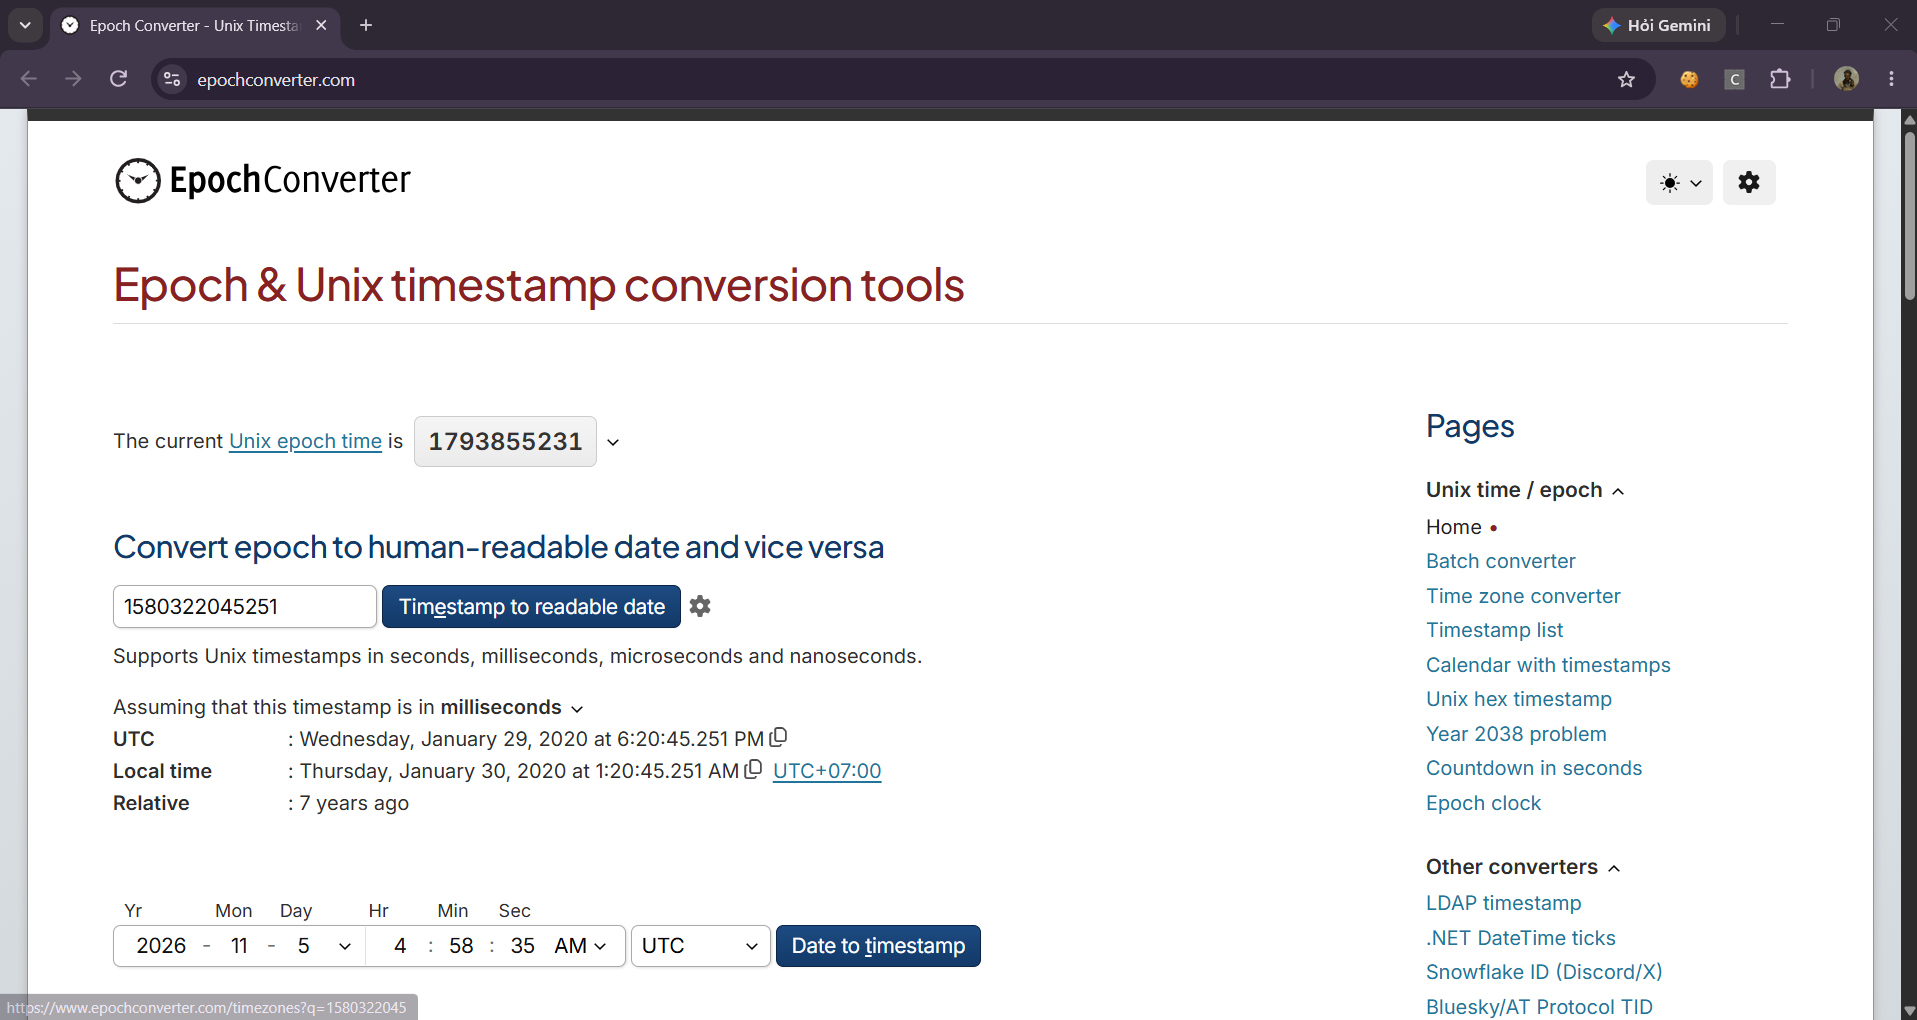 Epoch Converter - Unix Timesta
Hỏi Gemini
epochconverter.com
C
EpochConverter
Epoch & Unix timestamp conversion tools
The current Unix epoch time is 1793855231
Convert epoch to human-readable date and vice versa
1580322045251 Timestamp to readable date
Supports Unix timestamps in seconds, milliseconds, microseconds and nanoseconds.
Assuming that this timestamp is in milliseconds
UTC : Wednesday, January 29, 2020 at 6:20:45.251 PM
Local time : Thursday, January 30, 2020 at 1:20:45.251 AM UTC+07:00
Relative : 7 years ago
Yr Mon Day Hr Min Sec
2026 - 11 - 5 4 : 58 : 35 AM UTC Date to timestamp
Pages
Unix time / epoch
Home •
Batch converter
Time zone converter
Timestamp list
Calendar with timestamps
Unix hex timestamp
Year 2038 problem
Countdown in seconds
Epoch clock
Other converters
LDAP timestamp
.NET DateTime ticks
Snowflake ID (Discord/X)
Bluesky/AT Protocol TID
https://www.epochconverter.com/timezones?q=1580322045